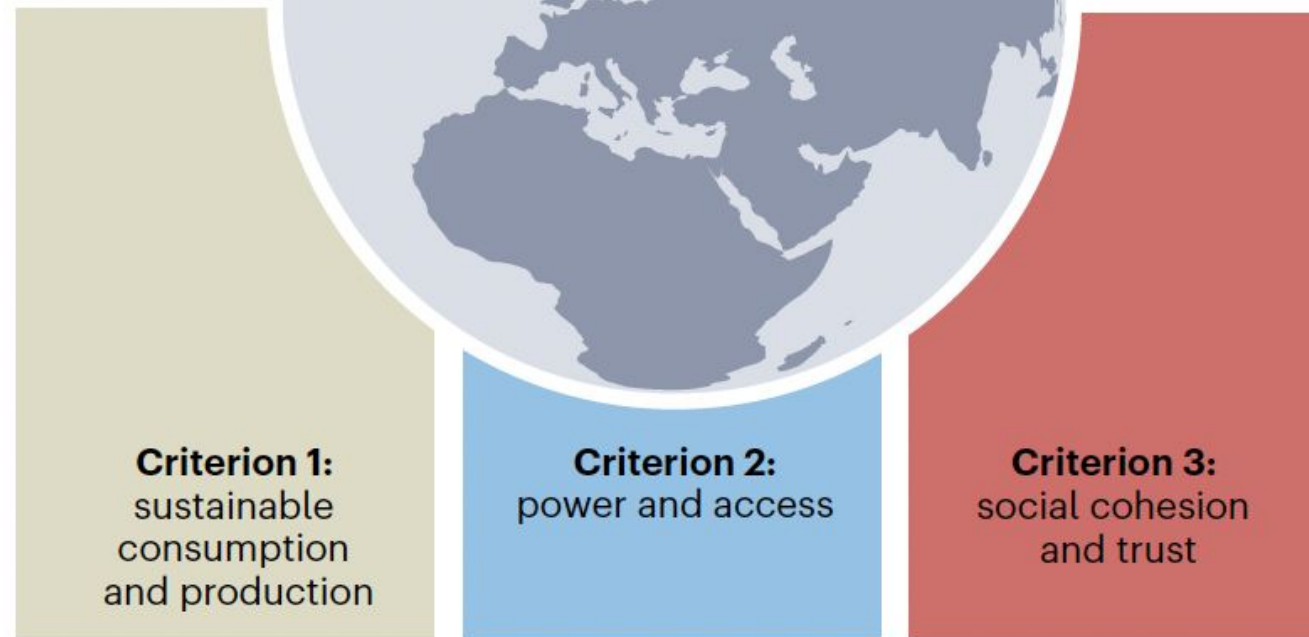 Criterion 1:
sustainable
consumption
and production
Criterion 2:
power and access
Criterion 3:
social cohesion
and trust